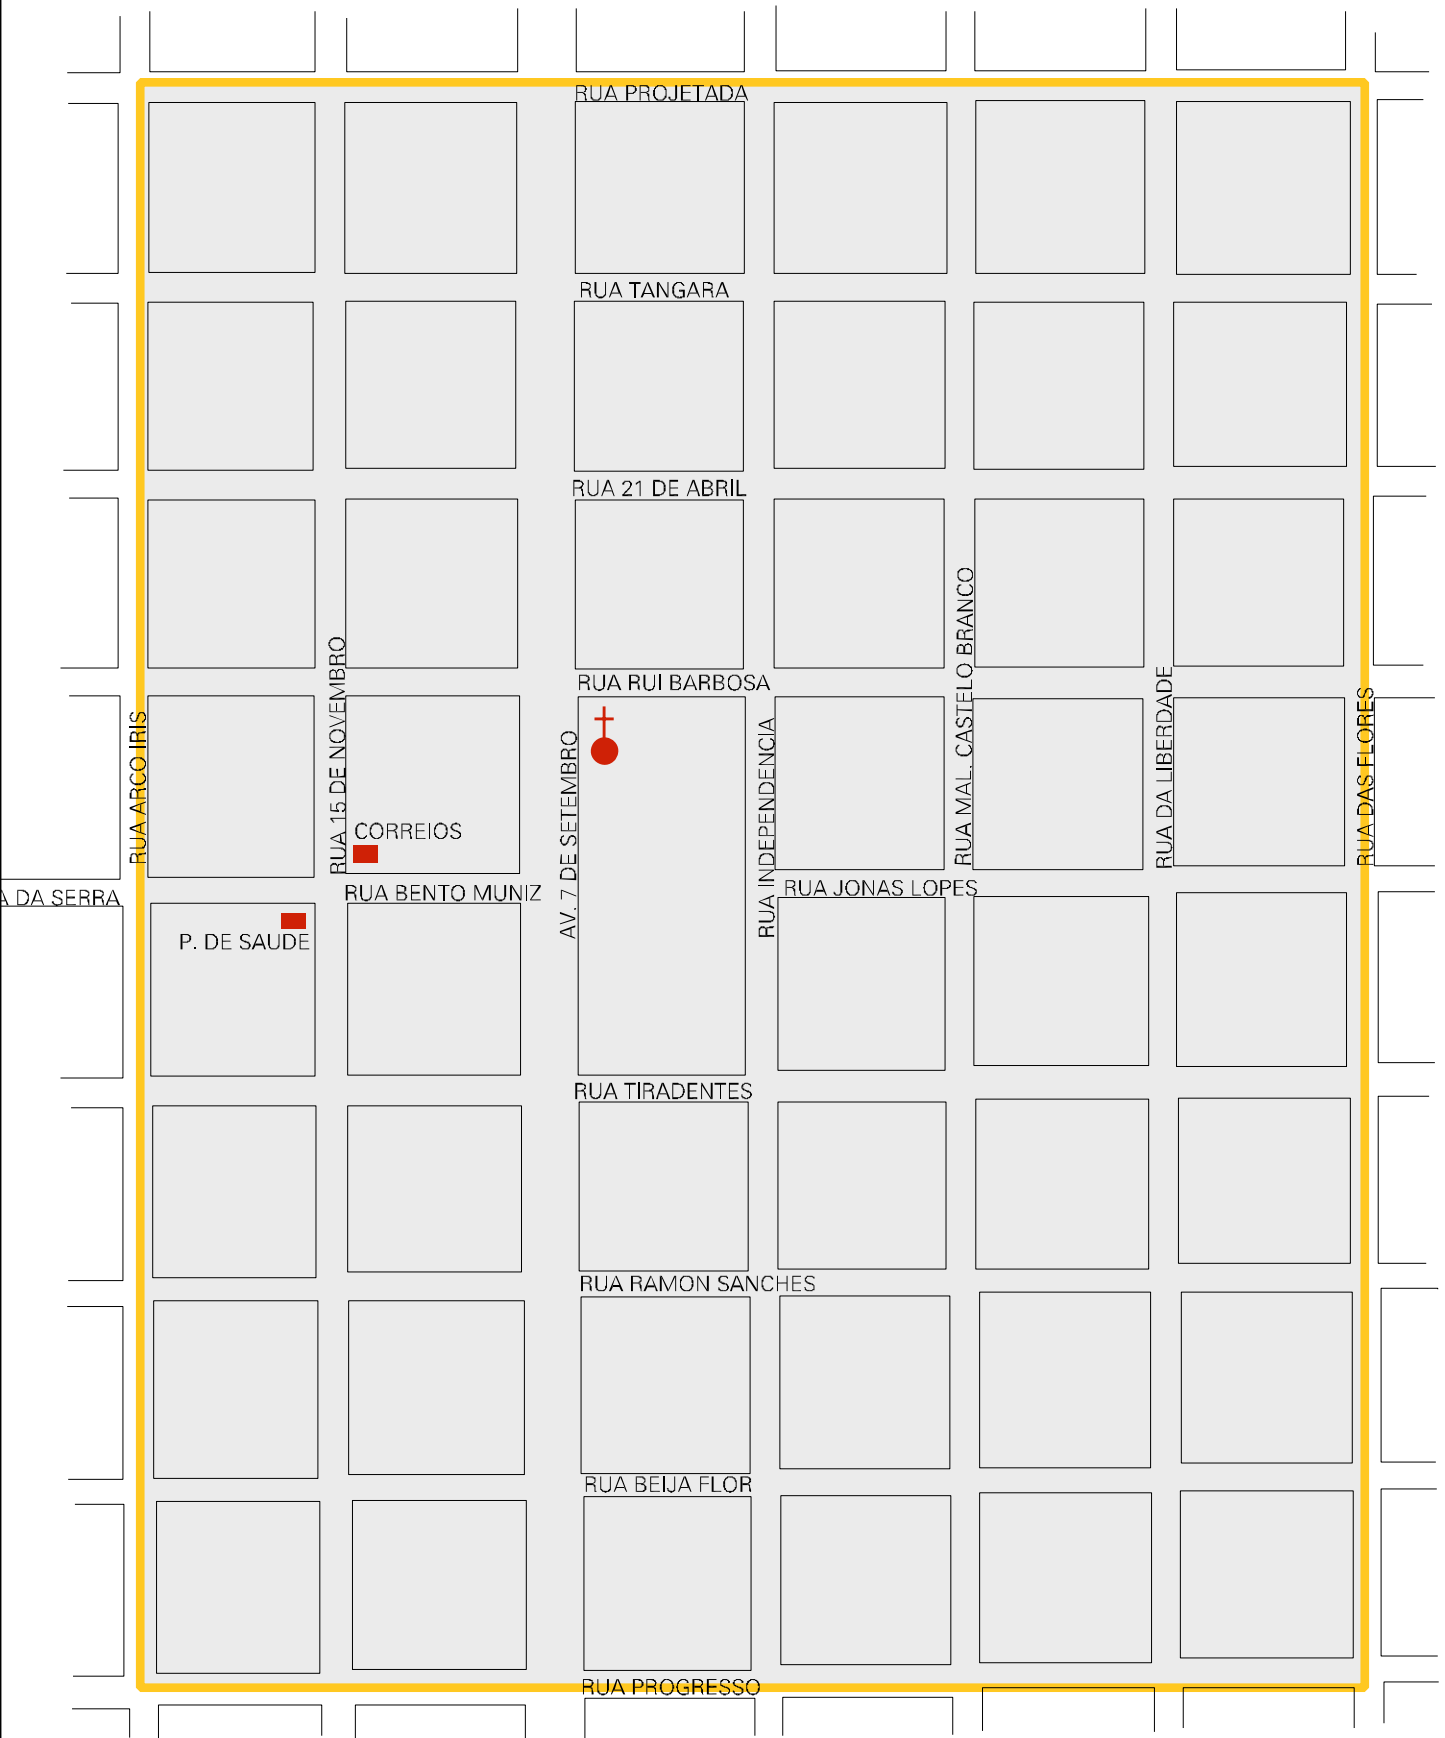 RUA PROJETADA
RUA TANGARA
RUA 21 DE ABRIL
RUA RUI BARBOSA
RUA ARCO IRIS
RUA 15 DE NOVEMBRO
AV. 7 DE SETEMBRO
RUA INDEPENDENCIA
RUA MAL. CASTELO BRANCO
RUA DA LIBERDADE
RUA DAS FLORES
CORREIOS
DA SERRA
RUA BENTO MUNIZ
RUA JONAS LOPES
P. DE SAUDE
RUA TIRADENTES
RUA RAMON SANCHES
RUA BEIJA FLOR
RUA PROGRESSO